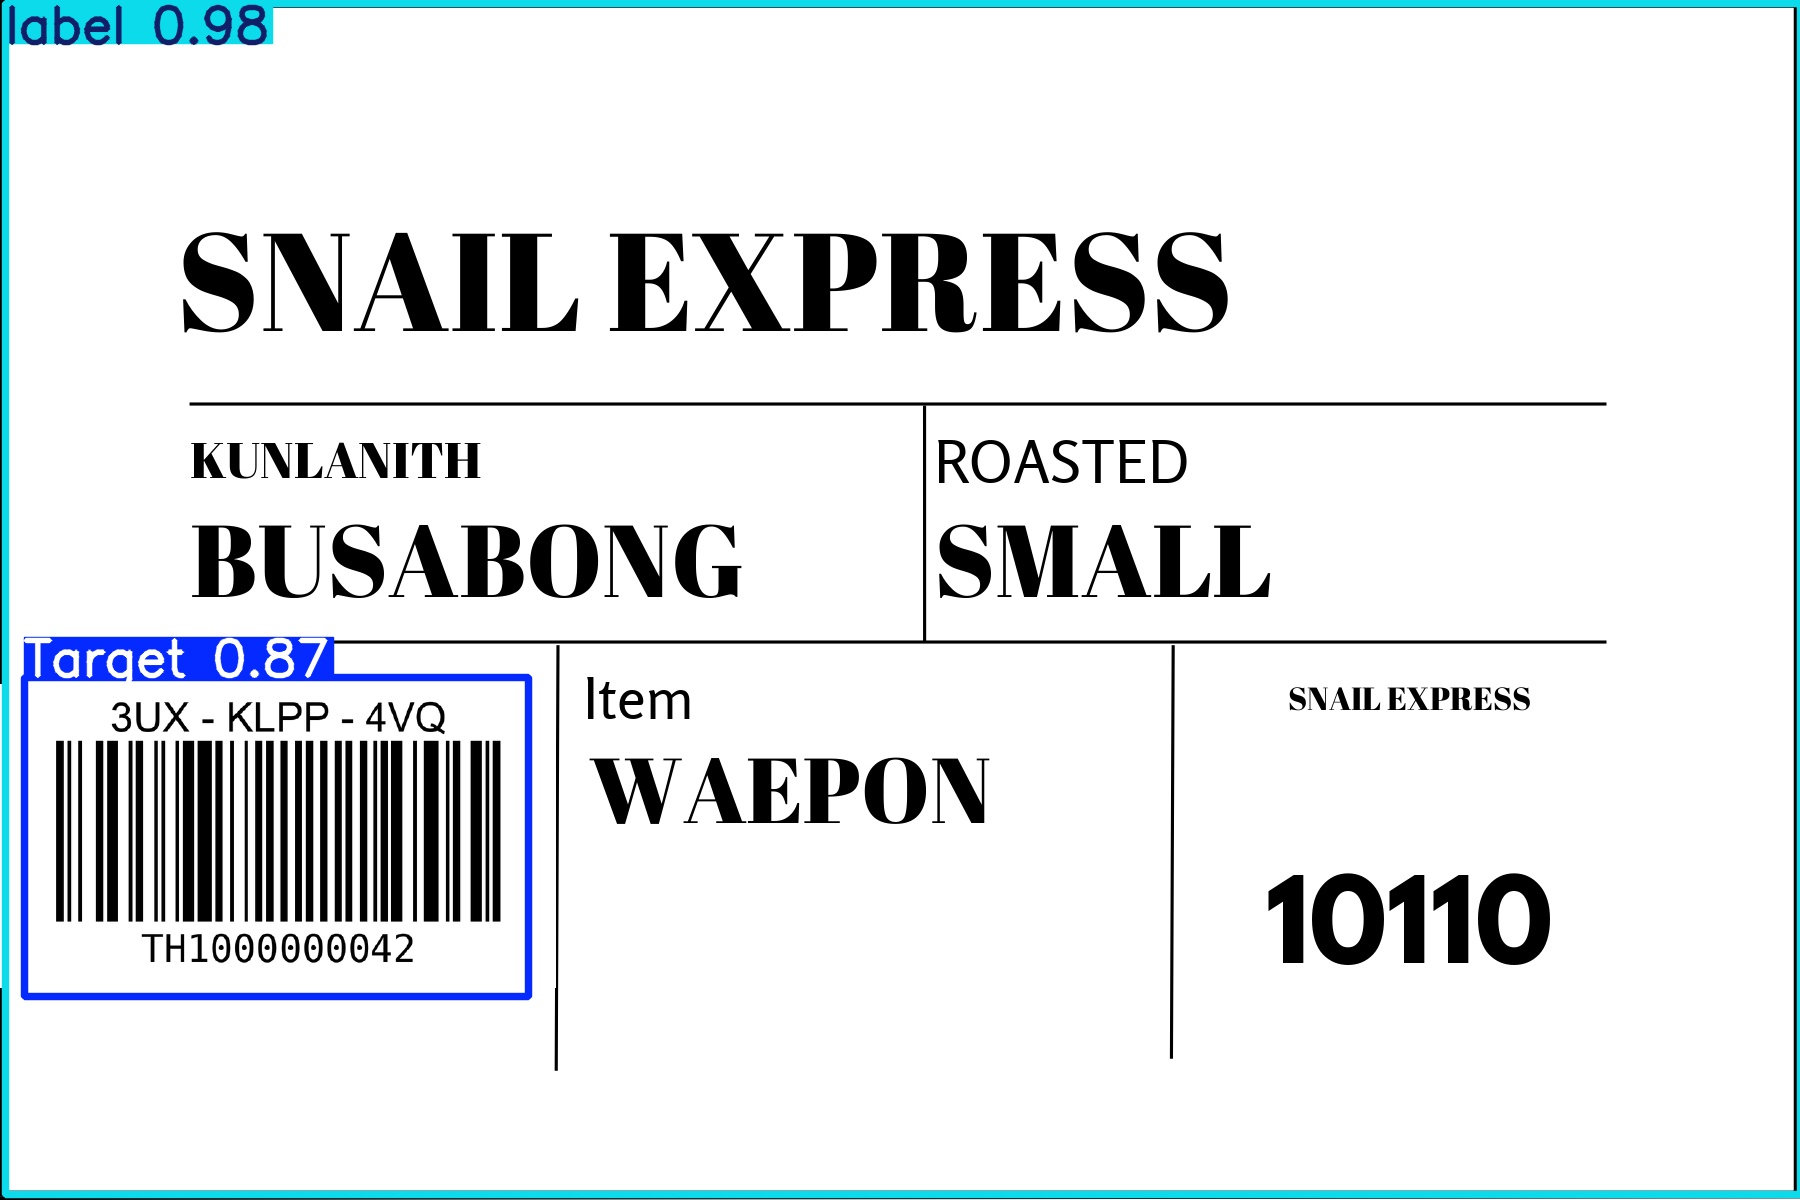 label 0.98
SNAIL EXPRESS
KUNLANITH
BUSABONG
ROASTED
SMALL
Target 0.87
3UX - KLPP - 4VQ
TH1000000042
Item
WAEPON
SNAIL EXPRESS
10110